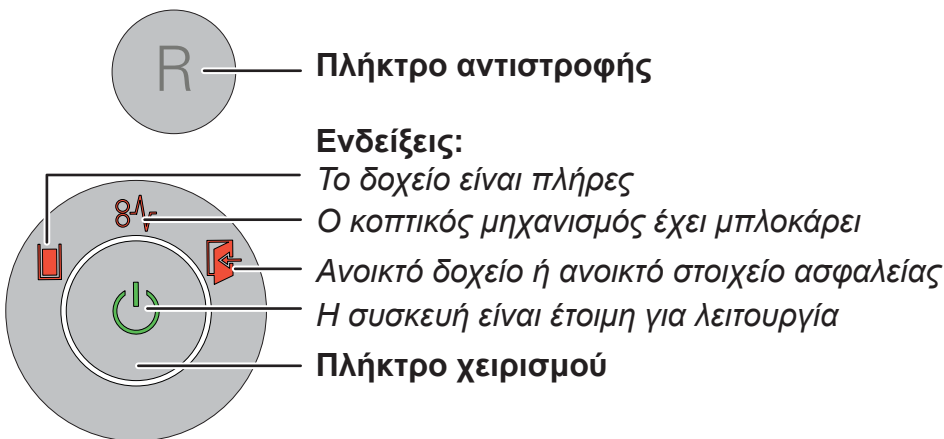 R
Πλήκτρο αντιστροφής
Ενδείξεις:
Το δοχείο είναι πλήρες
Ο κοπτικός μηχανισμός έχει μπλοκάρει
Ανοικτό δοχείο ή ανοικτό στοιχείο ασφαλείας
Η συσκευή είναι έτοιμη για λειτουργία
Πλήκτρο χειρισμού